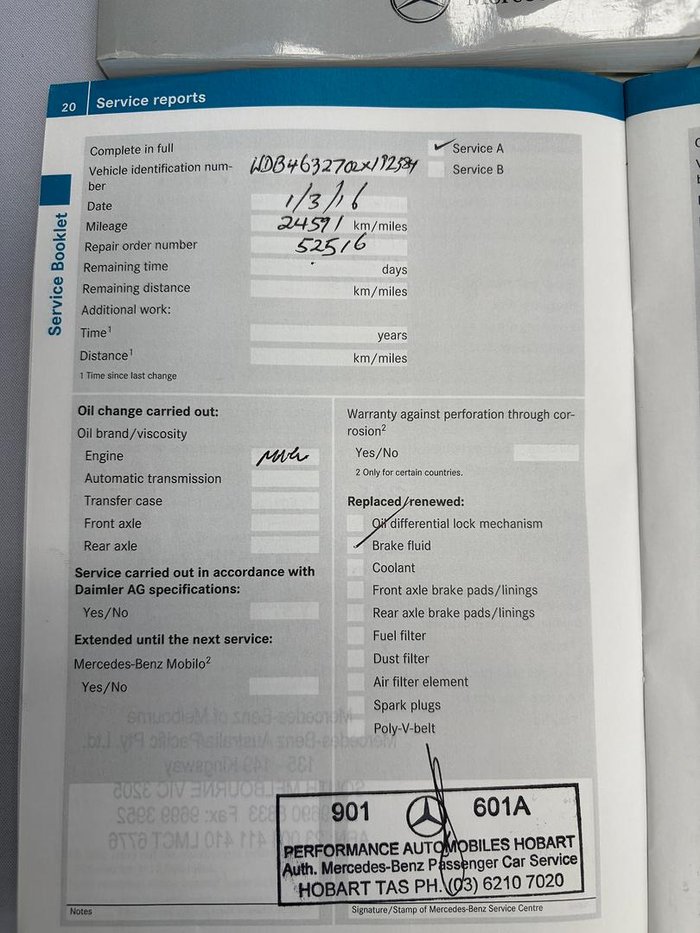 Merced
20 Service reports
Service Booklet
Complete in full
Service A
Vehicle identification num-
ber
WDB4632702x192584
Service B
Date 1/3/16
Mileage 24591 km/miles
Repair order number 52516
Remaining time days
Remaining distance km/miles
Additional work:
Time1 years
Distance1 km/miles
1 Time since last change
Oil change carried out:
Oil brand/viscosity
Engine
Automatic transmission
Transfer case
Front axle
Rear axle
Service carried out in accordance with
Daimler AG specifications:
Yes/No
Extended until the next service:
Mercedes-Benz Mobilo2
Yes/No
Warranty against perforation through cor-
rosion2
Yes/No
2 Only for certain countries.
Replaced/renewed:
Oil differential lock mechanism
Brake fluid
Coolant
Front axle brake pads/linings
Rear axle brake pads/linings
Fuel filter
Dust filter
Air filter element
Spark plugs
Poly-V-belt
901 601A
PERFORMANCE AUTOMOBILES HOBART
Auth. Mercedes-Benz Passenger Car Service
HOBART TAS PH. (03) 6210 7020
Notes
Signature/Stamp of Mercedes-Benz Service Centre